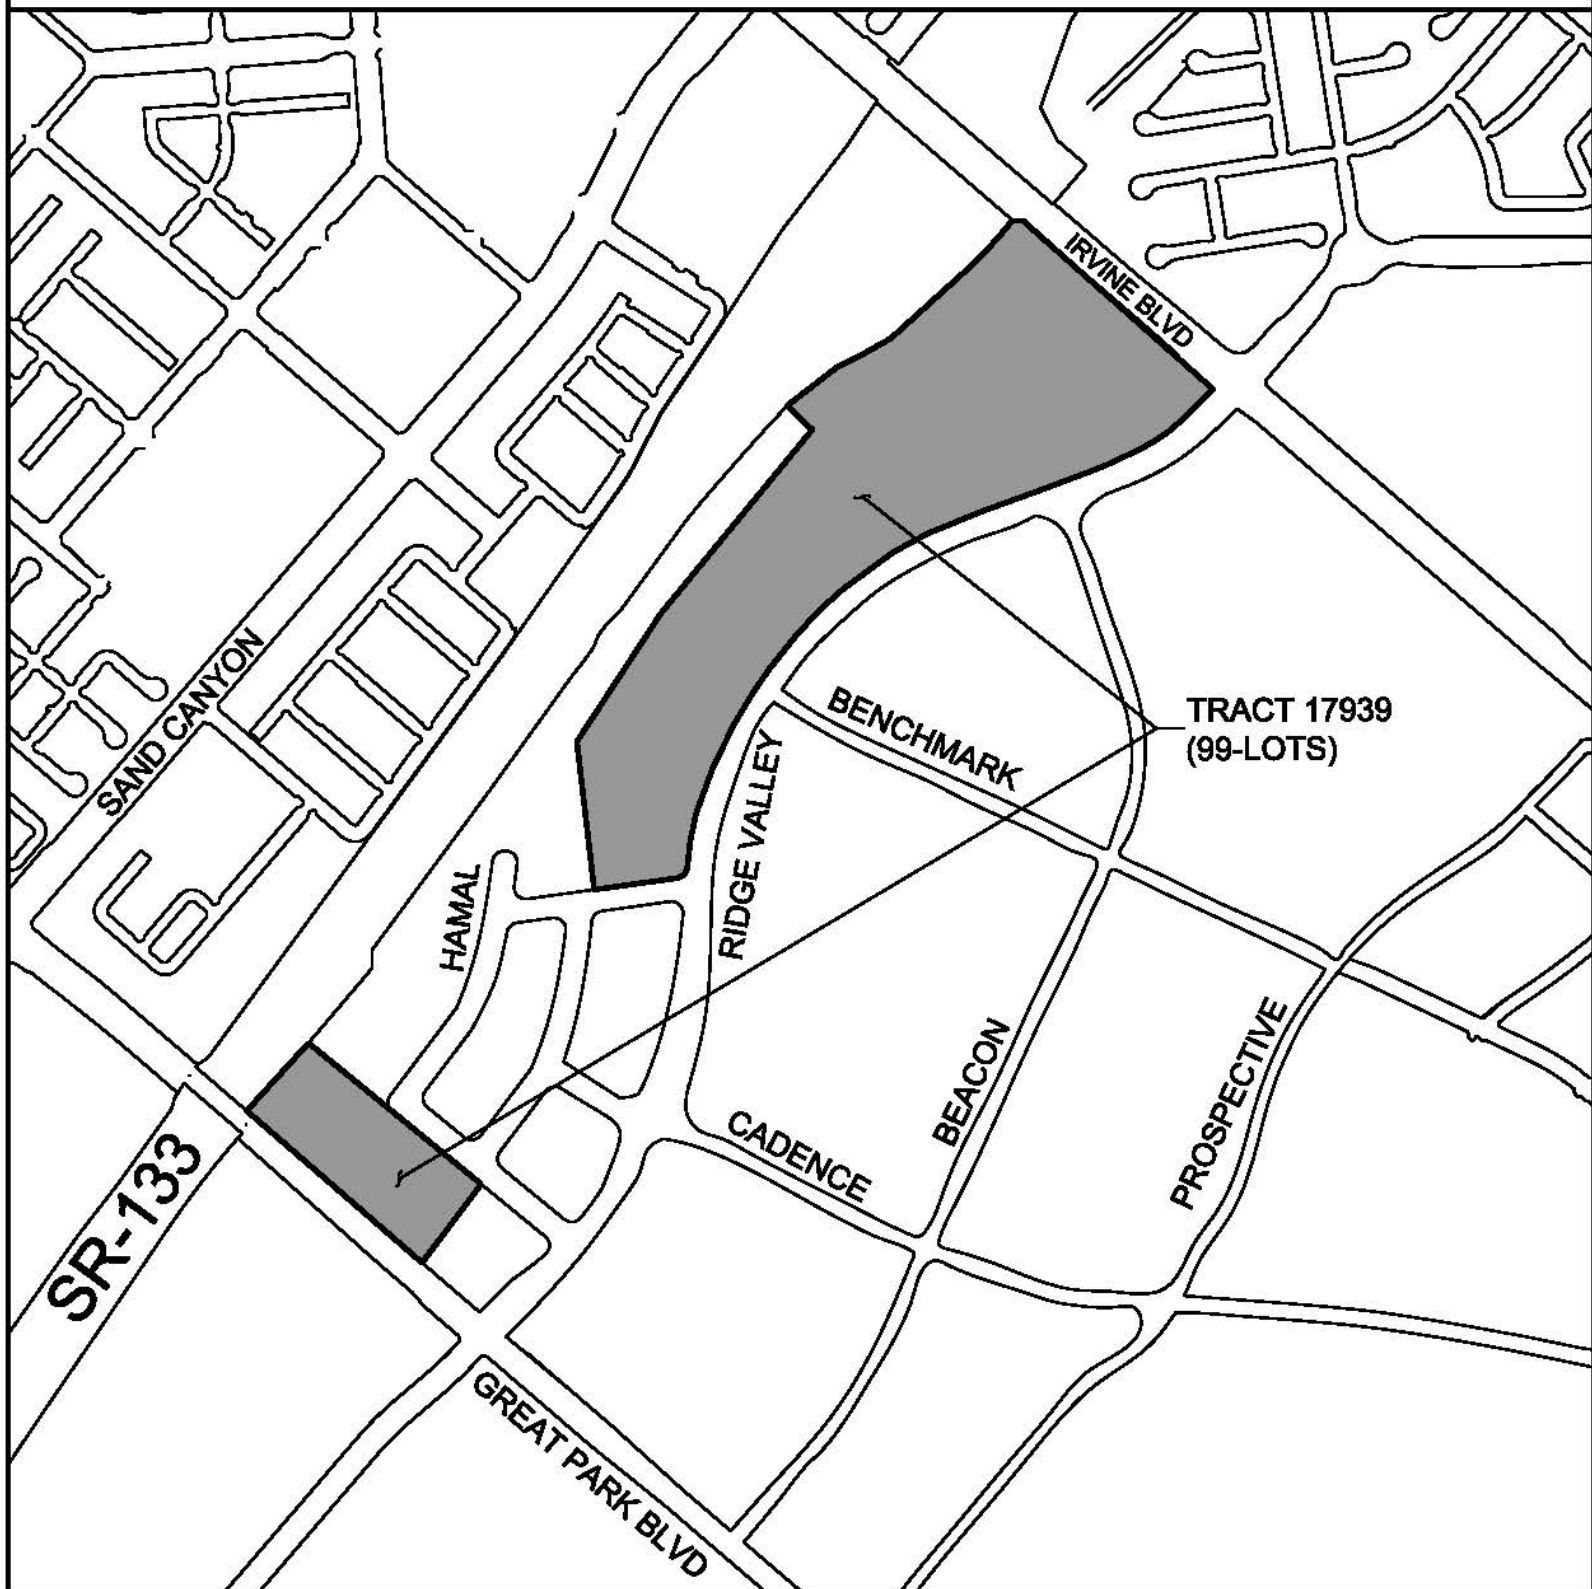 IRVINE BLVD
SAND CANYON
TRACT 17939
(99-LOTS)
BENCHMARK
RIDGE VALLEY
HAMAL
BEACON
PROSPECTIVE
CADENCE
SR-133
GREAT PARK BLVD